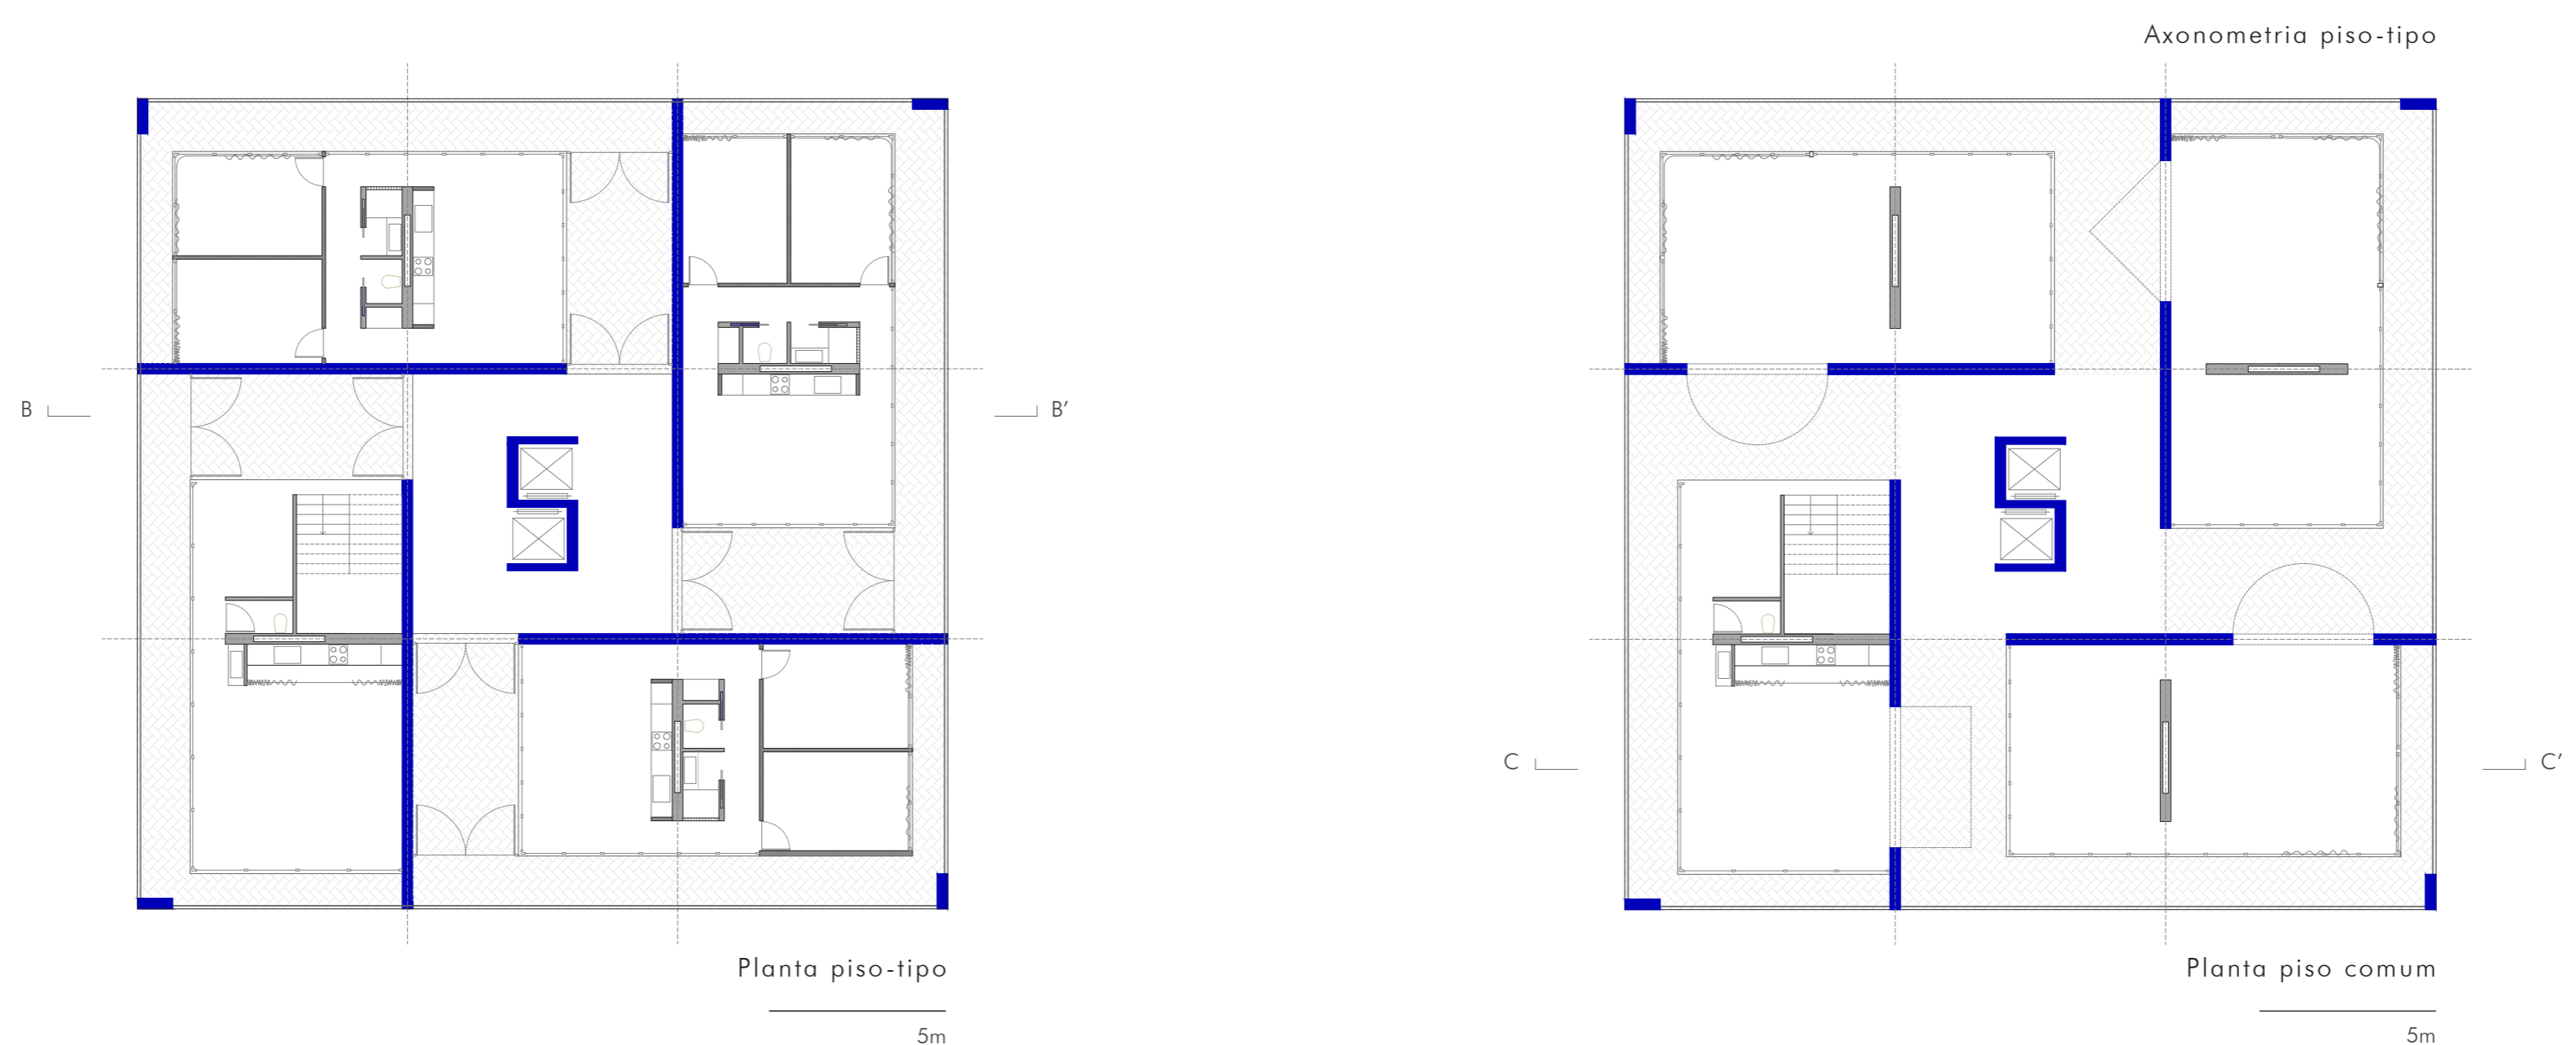 Axonometria piso-tipo
B
B’
C
C’
Planta piso-tipo
Planta piso comum
5m
5m